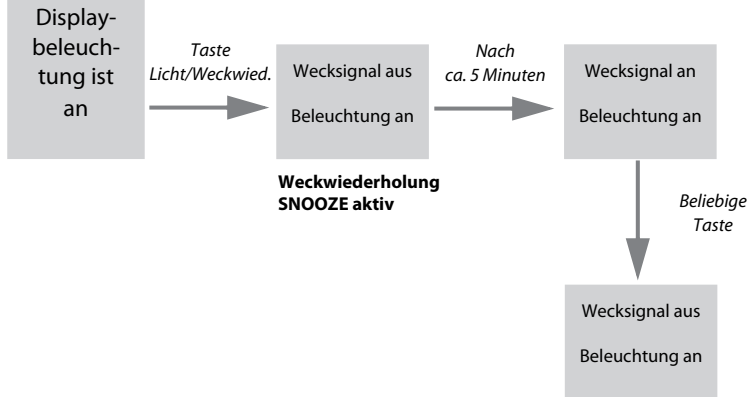 Display-
beleuch-
tung ist
an
Taste
Licht/Weckwied.
Wecksignal aus
Beleuchtung an
Weckwiederholung
SNOOZE aktiv
Nach
ca. 5 Minuten
Wecksignal an
Beleuchtung an
Beliebige
Taste
Wecksignal aus
Beleuchtung an